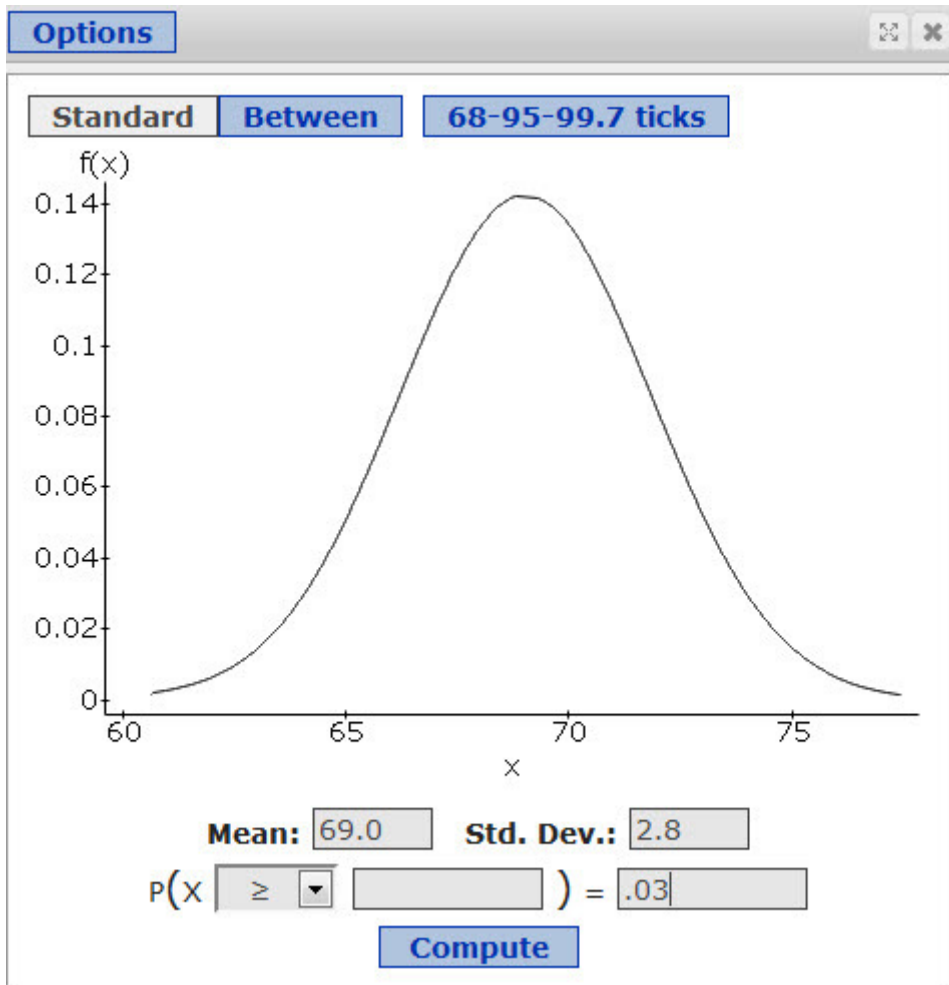 Options
Standard Between 68-95-99.7 ticks
f(x)
0.14
0.12
0.1
0.08
0.06
0.04
0.02
0
60 65 70 75
x
Mean: 69.0 Std. Dev.: 2.8
P(X ≥ ) = .03
Compute